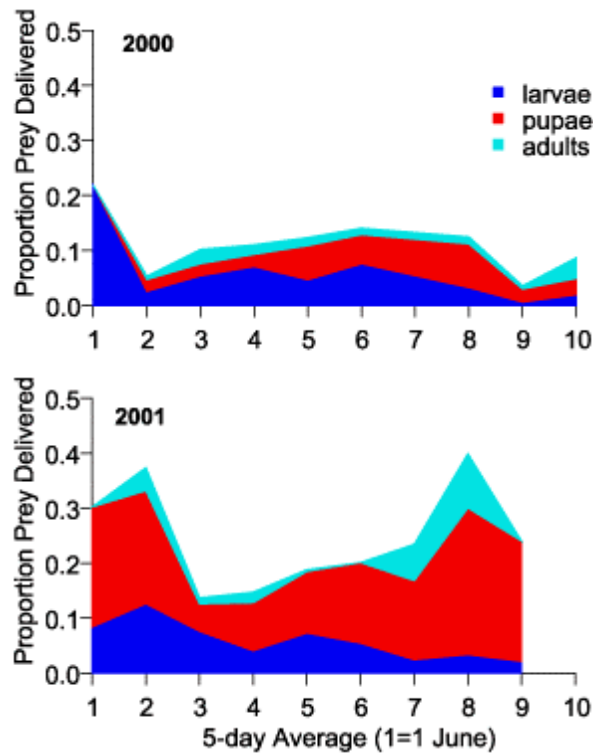 2000
larvae
pupae
adults
Proportion Prey Delivered
0.5
0.4
0.3
0.2
0.1
0.0
1 2 3 4 5 6 7 8 9 10
2001
Proportion Prey Delivered
0.5
0.4
0.3
0.2
0.1
0.0
1 2 3 4 5 6 7 8 9 10
5-day Average (1=1 June)